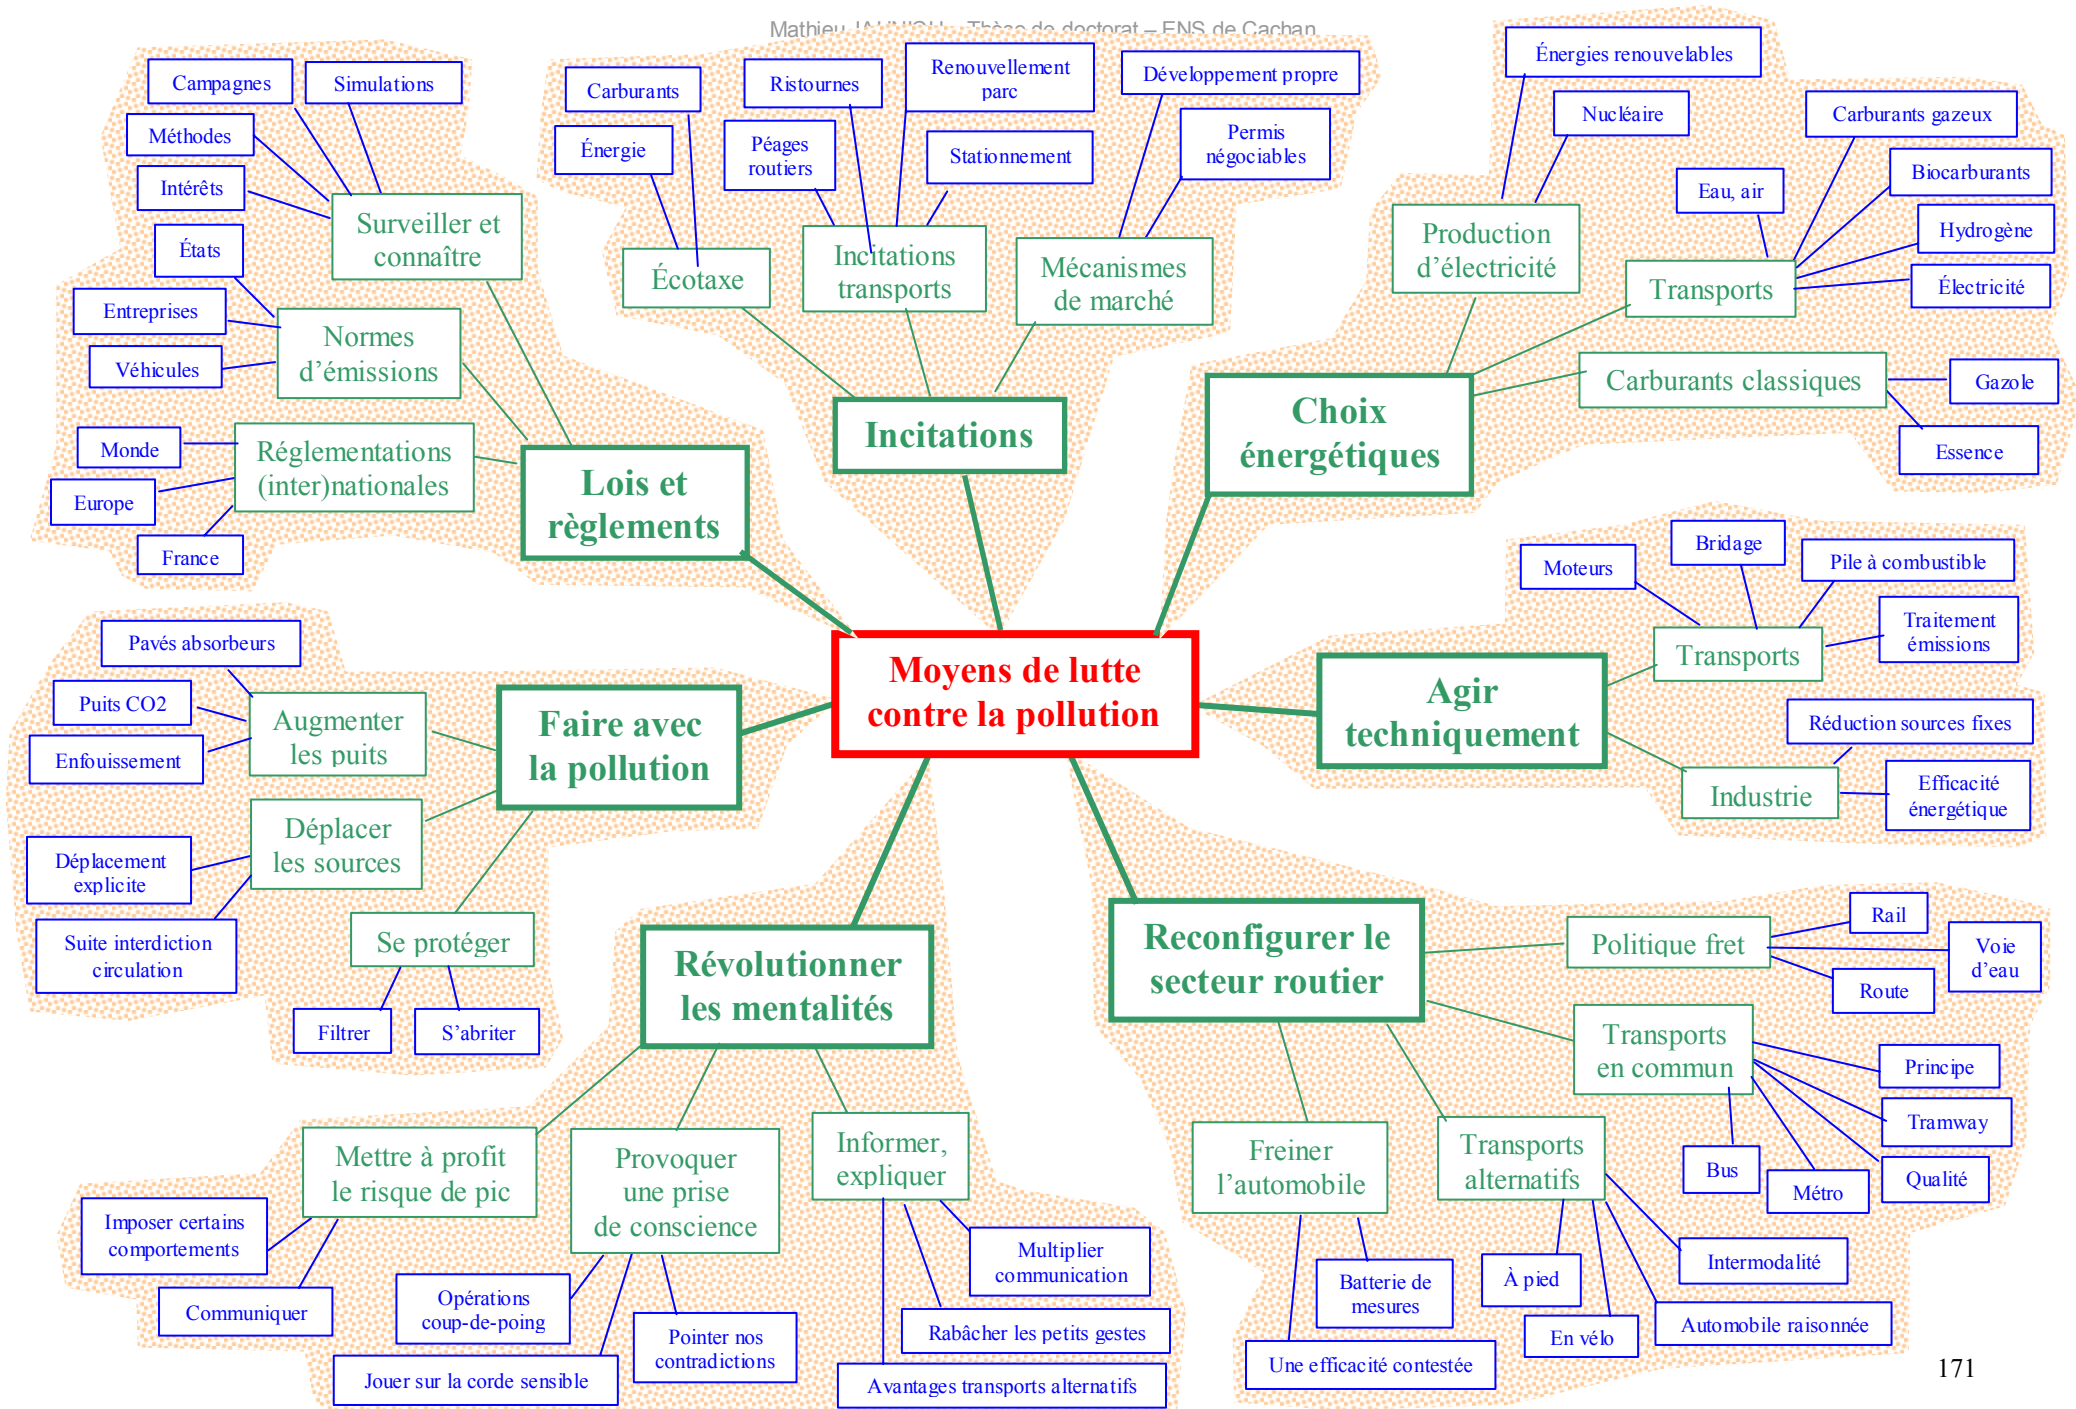 Mathieu JAHNICH – Thèse de doctorat – ENS de Cachan
Campagnes
Simulations
Méthodes
Intérêts
Surveiller et
connaître
États
Entreprises
Véhicules
Normes
d'émissions
Monde
Europe
France
Réglementations
(inter)nationales
Lois et
règlements
Carburants
Énergie
Écotaxe
Ristournes
Péages
routiers
Renouvellement
parc
Stationnement
Incitations
transports
Développement propre
Permis
négociables
Mécanismes
de marché
Incitations
Énergies renouvelables
Nucléaire
Production
d'électricité
Carburants gazeux
Eau, air
Biocarburants
Hydrogène
Électricité
Transports
Carburants classiques
Gazole
Essence
Choix
énergétiques
Moyens de lutte
contre la pollution
Moteurs
Bridage
Pile à combustible
Traitement
émissions
Transports
Agir
techniquement
Réduction sources fixes
Efficacité
énergétique
Industrie
Pavés absorbeurs
Puits CO2
Enfouissement
Augmenter
les puits
Faire avec
la pollution
Déplacer
les sources
Déplacement
explicite
Suite interdiction
circulation
Se protéger
Filtrer
S'abriter
Révolutionner
les mentalités
Mettre à profit
le risque de pic
Imposer certains
comportements
Communiquer
Provoquer
une prise
de conscience
Opérations
coup-de-poing
Jouer sur la corde sensible
Pointer nos
contradictions
Informer,
expliquer
Multiplier
communication
Rabâcher les petits gestes
Avantages transports alternatifs
Reconfigurer le
secteur routier
Politique fret
Rail
Voie
d'eau
Route
Transports
en commun
Principe
Tramway
Qualité
Métro
Bus
Freiner
l'automobile
Batterie de
mesures
Une efficacité contestée
Transports
alternatifs
À pied
En vélo
Intermodalité
Automobile raisonnée
171